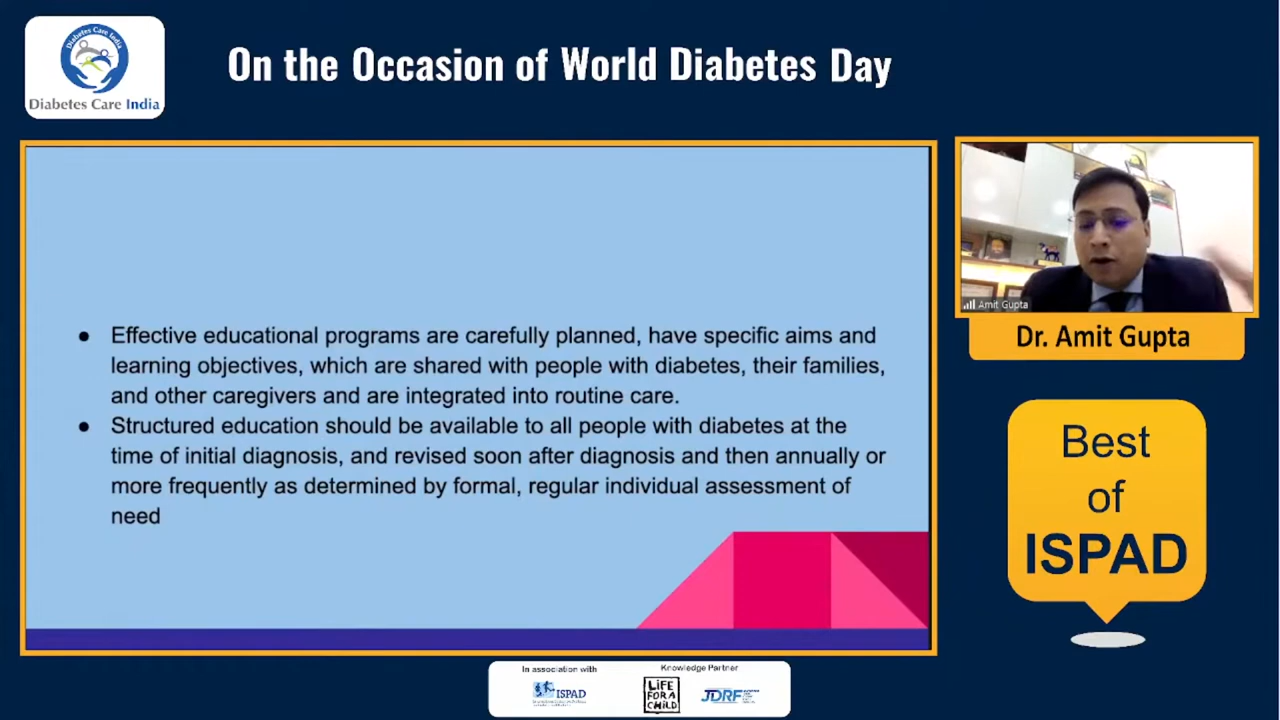 Diabetes Care India
Diabetes Care India
On the Occasion of World Diabetes Day
● Effective educational programs are carefully planned, have specific aims and
learning objectives, which are shared with people with diabetes, their families,
and other caregivers and are integrated into routine care.
● Structured education should be available to all people with diabetes at the
time of initial diagnosis, and revised soon after diagnosis and then annually or
more frequently as determined by formal, regular individual assessment of
need
Amit Gupta
Dr. Amit Gupta
Best
of
ISPAD
In association with
ISPAD
Knowledge Partner
LiFE
FOR A
CHiLD
JDRF